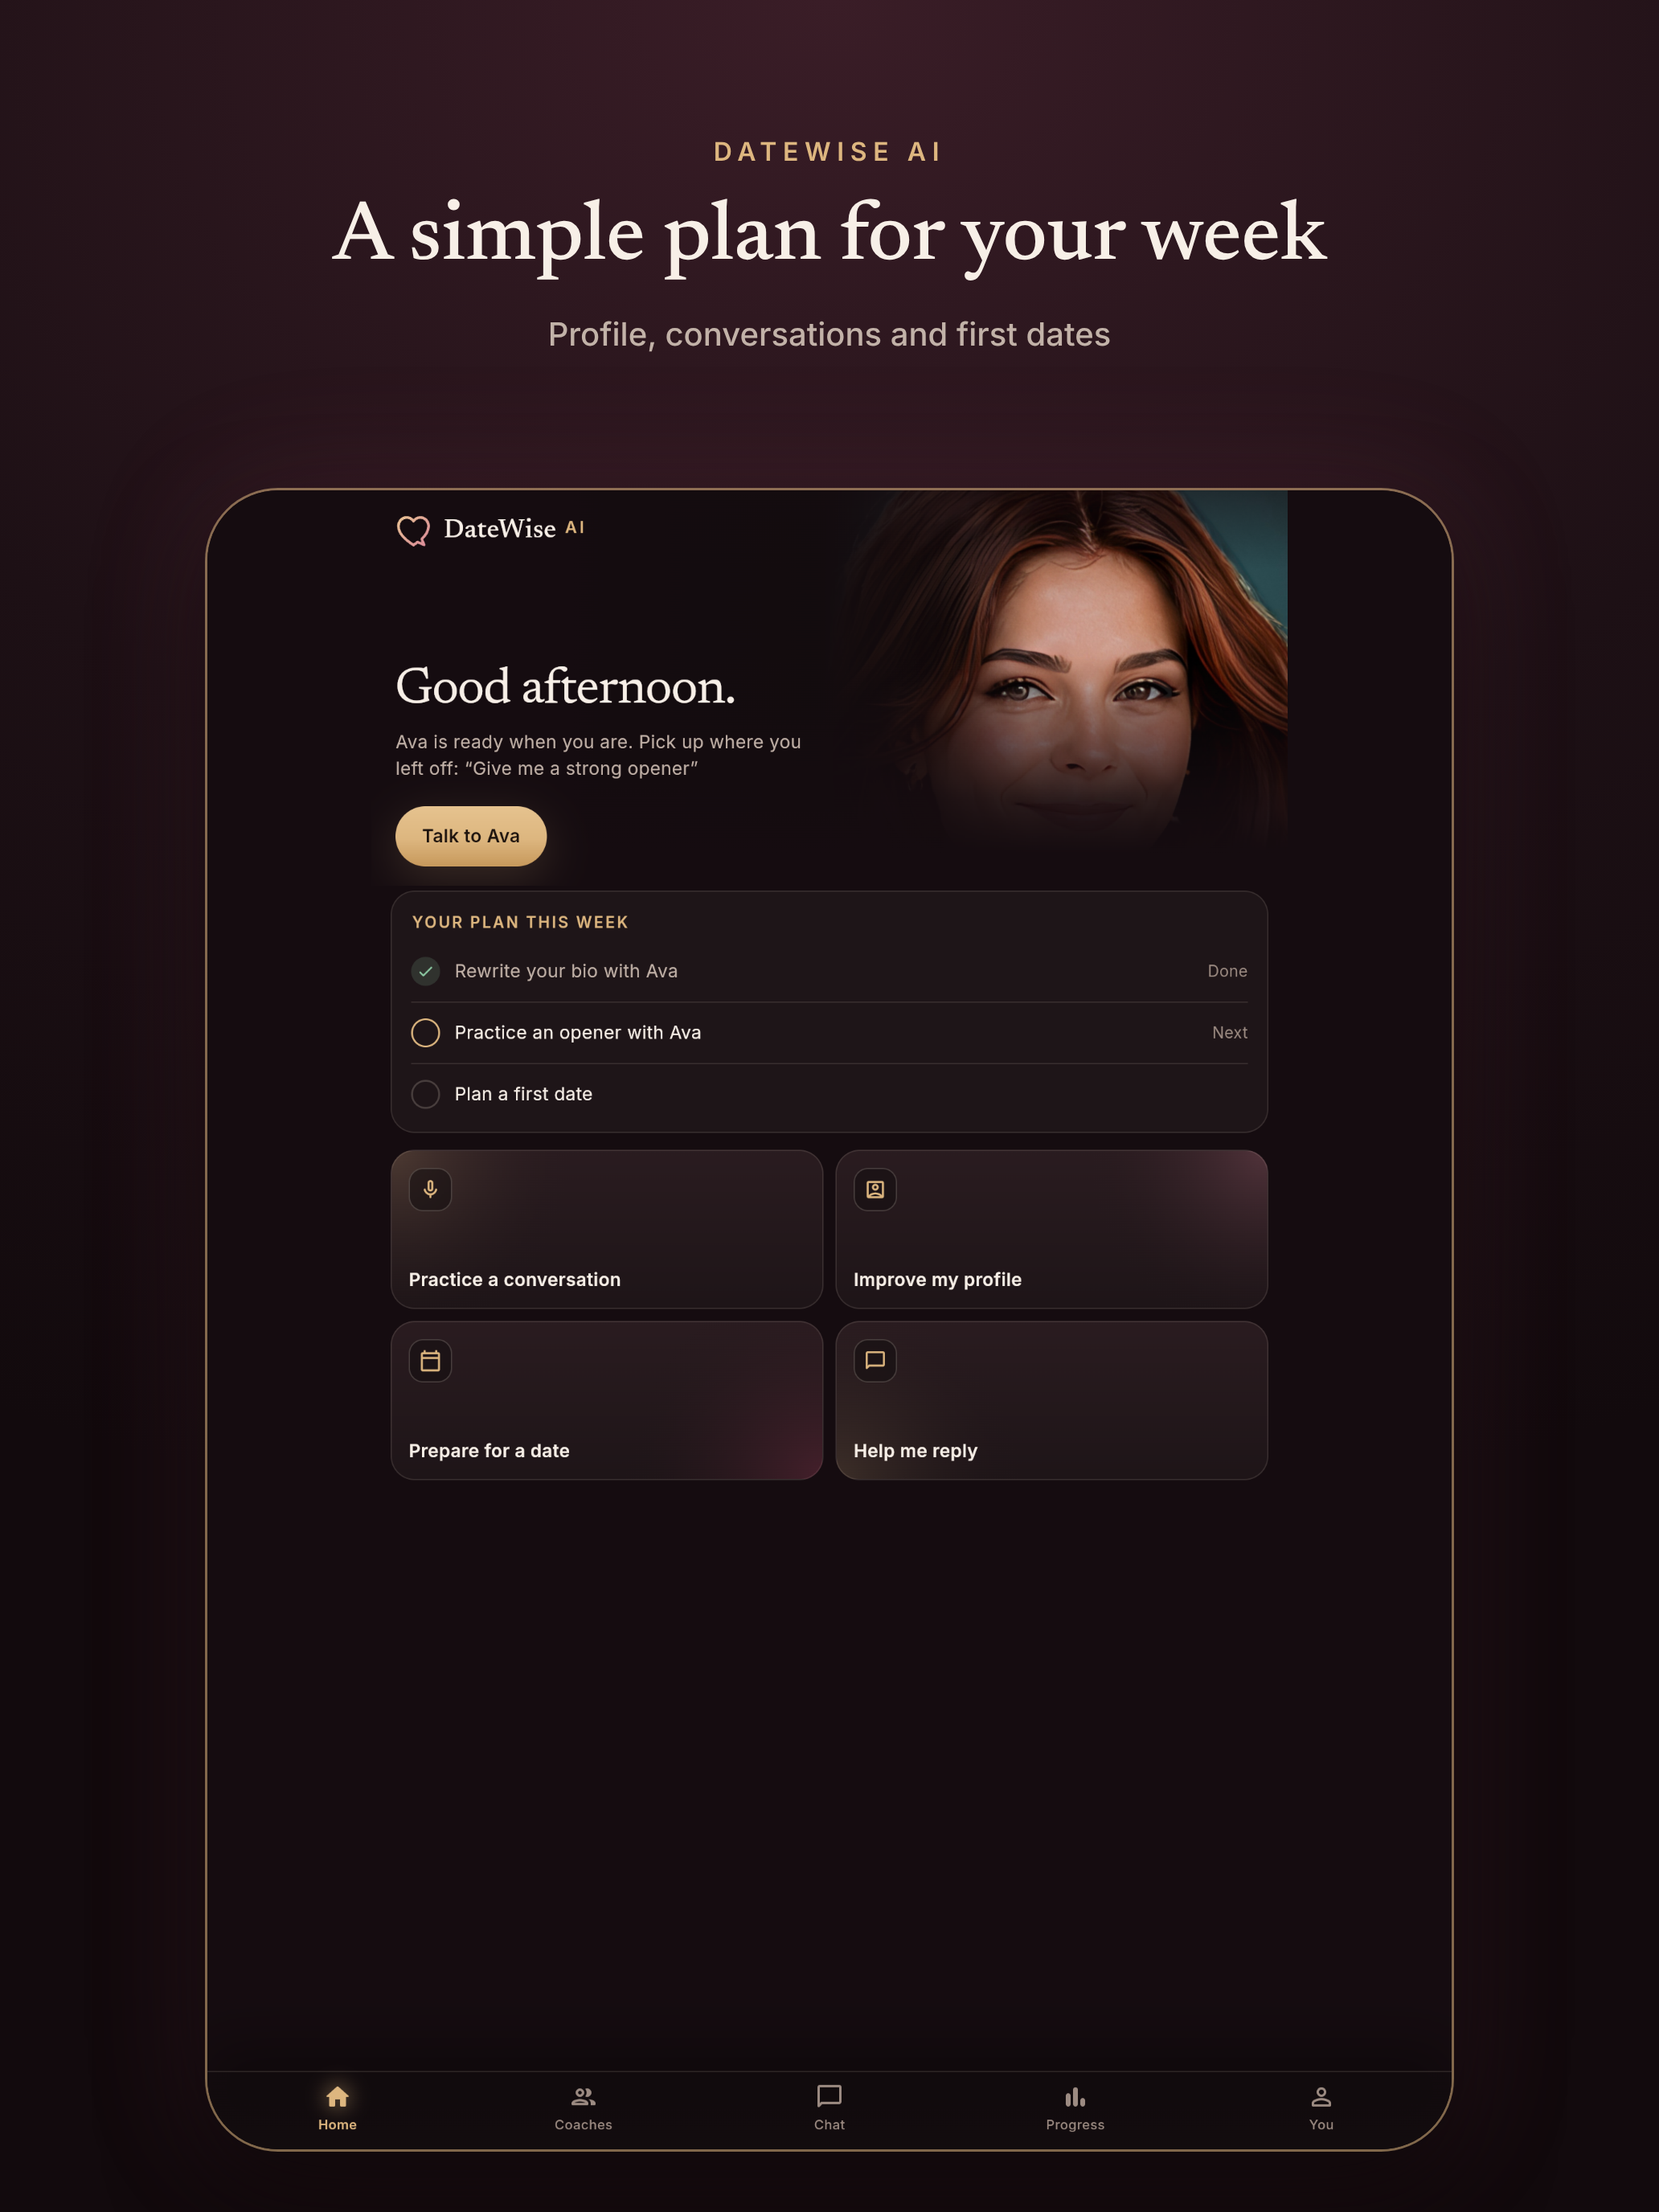 DATEWISE AI
A simple plan for your week
Profile, conversations and first dates
DateWise AI
Good afternoon.
Ava is ready when you are. Pick up where you
left off: “Give me a strong opener”
Talk to Ava
YOUR PLAN THIS WEEK
Rewrite your bio with Ava Done
Practice an opener with Ava Next
Plan a first date
Practice a conversation
Improve my profile
Prepare for a date
Help me reply
Home
Coaches
Chat
Progress
You